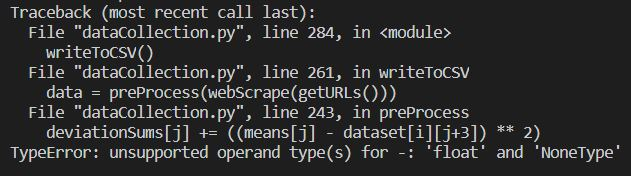 Traceback (most recent call last):
  File "dataCollection.py", line 284, in <module>
    writeToCSV()
  File "dataCollection.py", line 261, in writeToCSV
    data = preProcess(webScrape(getURLs()))
  File "dataCollection.py", line 243, in preProcess
    deviationSums[j] += ((means[j] - dataset[i][j+3]) ** 2)
TypeError: unsupported operand type(s) for -: 'float' and 'NoneType'